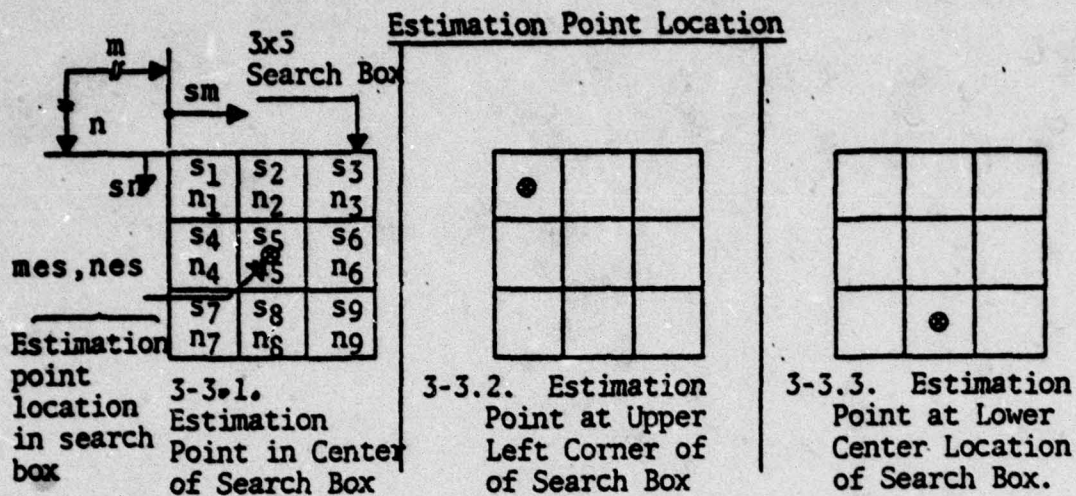 Estimation Point Location
m
3x3
Search Box
sm
n
sn
s1 s2 s3
n1 n2 n3
s4 s5 s6
n4 n5 n6
s7 s8 s9
n7 n8 n9
mes,nes
Estimation
point
location
in search
box
3-3.1.
Estimation
Point in Center
of Search Box
3-3.2. Estimation
Point at Upper
Left Corner of
of Search Box
3-3.3. Estimation
Point at Lower
Center Location
of Search Box.